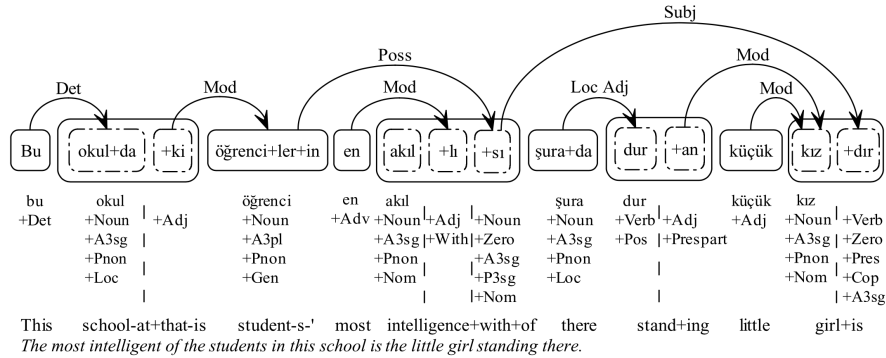 Subj
Poss Mod
Det Mod Mod Loc Adj Mod
Bu okul+da +ki öğrenci+ler+in en akıl +lı +sı şura+da dur +an küçük kız +dır
bu okul öğrenci en akıl şura dur küçük kız
+Det +Noun +Adj +Noun +Adv +Noun +Adj +Noun +Noun +Verb +Adj +Adj +Noun +Verb
+A3sg +A3pl +A3sg +With +Zero +A3sg +Pos +Prespart +A3sg +Zero
+Pnon +Pnon +Pnon +A3sg +Pnon +Pnon +Pres
+Loc +Gen +Nom +P3sg +Loc +Nom +Cop
+Nom +A3sg
This school-at+that-is student-s-' most intelligence+with+of there stand+ing little girl+is
The most intelligent of the students in this school is the little girl standing there.